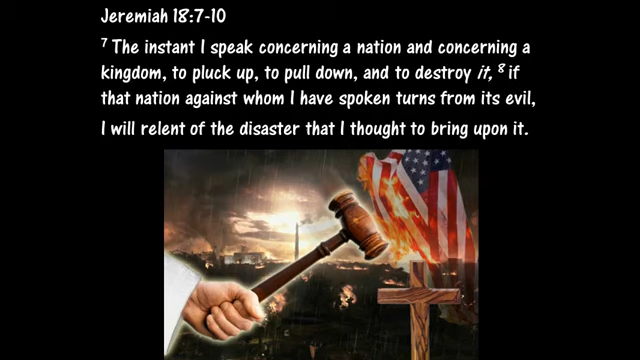 Jeremiah 18:7-10
7 The instant I speak concerning a nation and concerning a
kingdom, to pluck up, to pull down, and to destroy it, 8 if
that nation against whom I have spoken turns from its evil,
I will relent of the disaster that I thought to bring upon it.